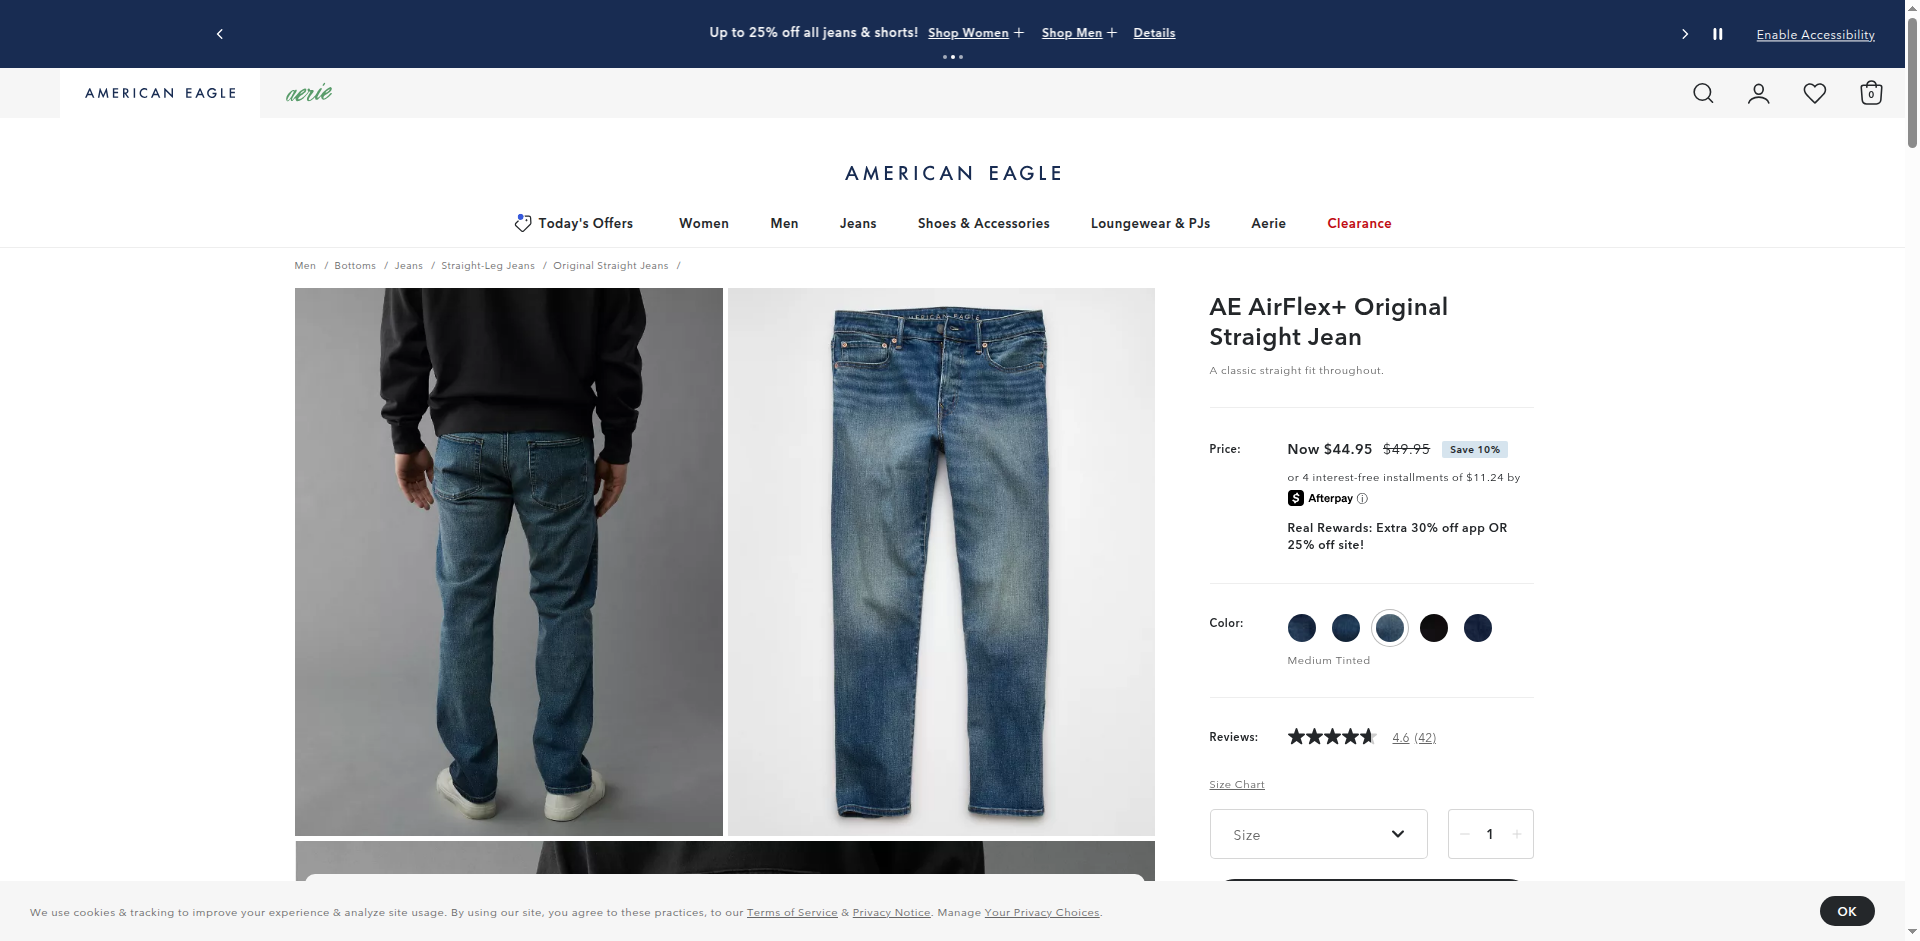 Up to 25% off all jeans & shorts! Shop Women + Shop Men + Details
Enable Accessibility
AMERICAN EAGLE
aerie
0
AMERICAN EAGLE
Today's Offers
Women
Men
Jeans
Shoes & Accessories
Loungewear & PJs
Aerie
Clearance
Men / Bottoms / Jeans / Straight-Leg Jeans / Original Straight Jeans /
AMERICAN EAGLE
AE AirFlex+ Original
Straight Jean
A classic straight fit throughout.
Price:
Now $44.95 $49.95 Save 10%
or 4 interest-free installments of $11.24 by
Afterpay
Real Rewards: Extra 30% off app OR
25% off site!
Color:
Medium Tinted
Reviews:
4.6 (42)
Size Chart
Size
1
We use cookies & tracking to improve your experience & analyze site usage. By using our site, you agree to these practices, to our Terms of Service & Privacy Notice. Manage Your Privacy Choices.
OK